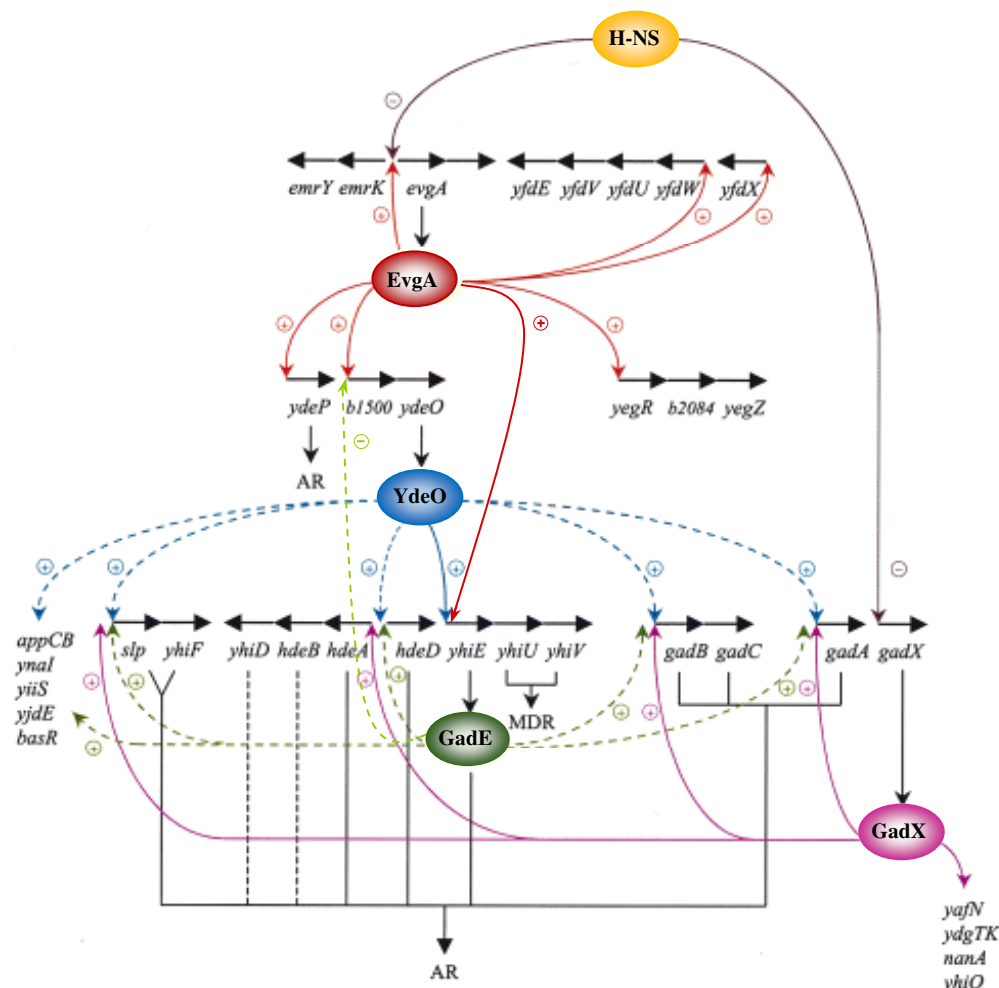 H-NS
−
emrY emrK evgA yfdE yfdV yfdU yfdW yfdX
+ + +
EvgA
+ + + +
ydeP b1500 ydeO yegR b2084 yegZ
−
AR
YdeO
+ + + + + + −
appCB slp yhiF yhiD hdeB hdeA hdeD yhiE yhiU yhiV gadB gadC gadA gadX
ynaI
yiiS
yjdE
basR
+ + + + + + + +
MDR
GadE
+
GadX
yafN
ydgTK
nanA
yhiO
AR